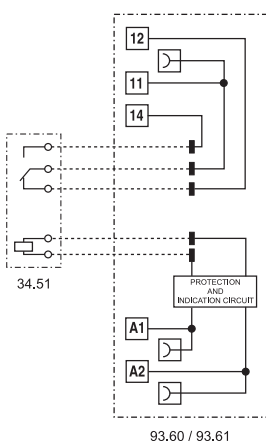 12
11
14
34.51
PROTECTION
AND
INDICATION CIRCUIT
A1
A2
93.60 / 93.61